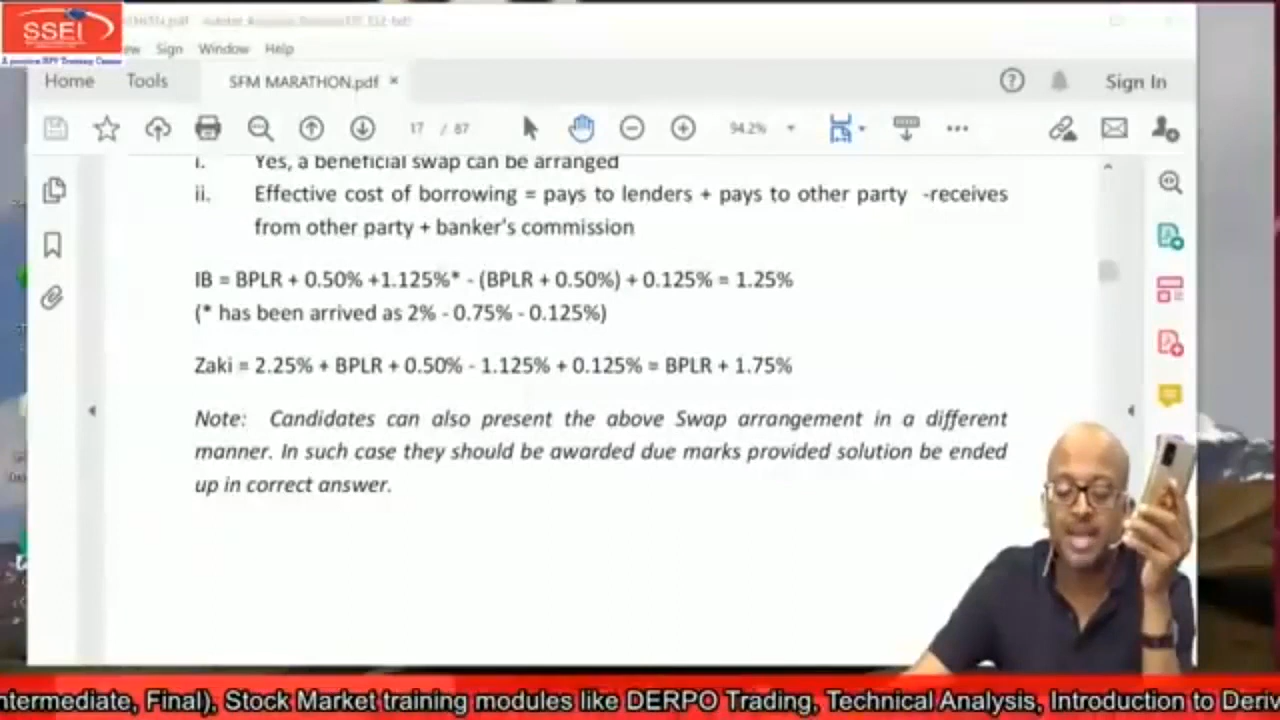 SSEI
Sign Window Help
Home Tools SFM MARATHON.pdf × Sign In
17 / 87 94.2%
i. Yes, a beneficial swap can be arranged
ii. Effective cost of borrowing = pays to lenders + pays to other party -receives
from other party + banker's commission
IB = BPLR + 0.50% +1.125%* - (BPLR + 0.50%) + 0.125% = 1.25%
(* has been arrived as 2% - 0.75% - 0.125%)
Zaki = 2.25% + BPLR + 0.50% - 1.125% + 0.125% = BPLR + 1.75%
Note: Candidates can also present the above Swap arrangement in a different
manner. In such case they should be awarded due marks provided solution be ended
up in correct answer.
ntermediate, Final), Stock Market training modules like DERPO Trading, Technical Analysis, Introduction to Deriv